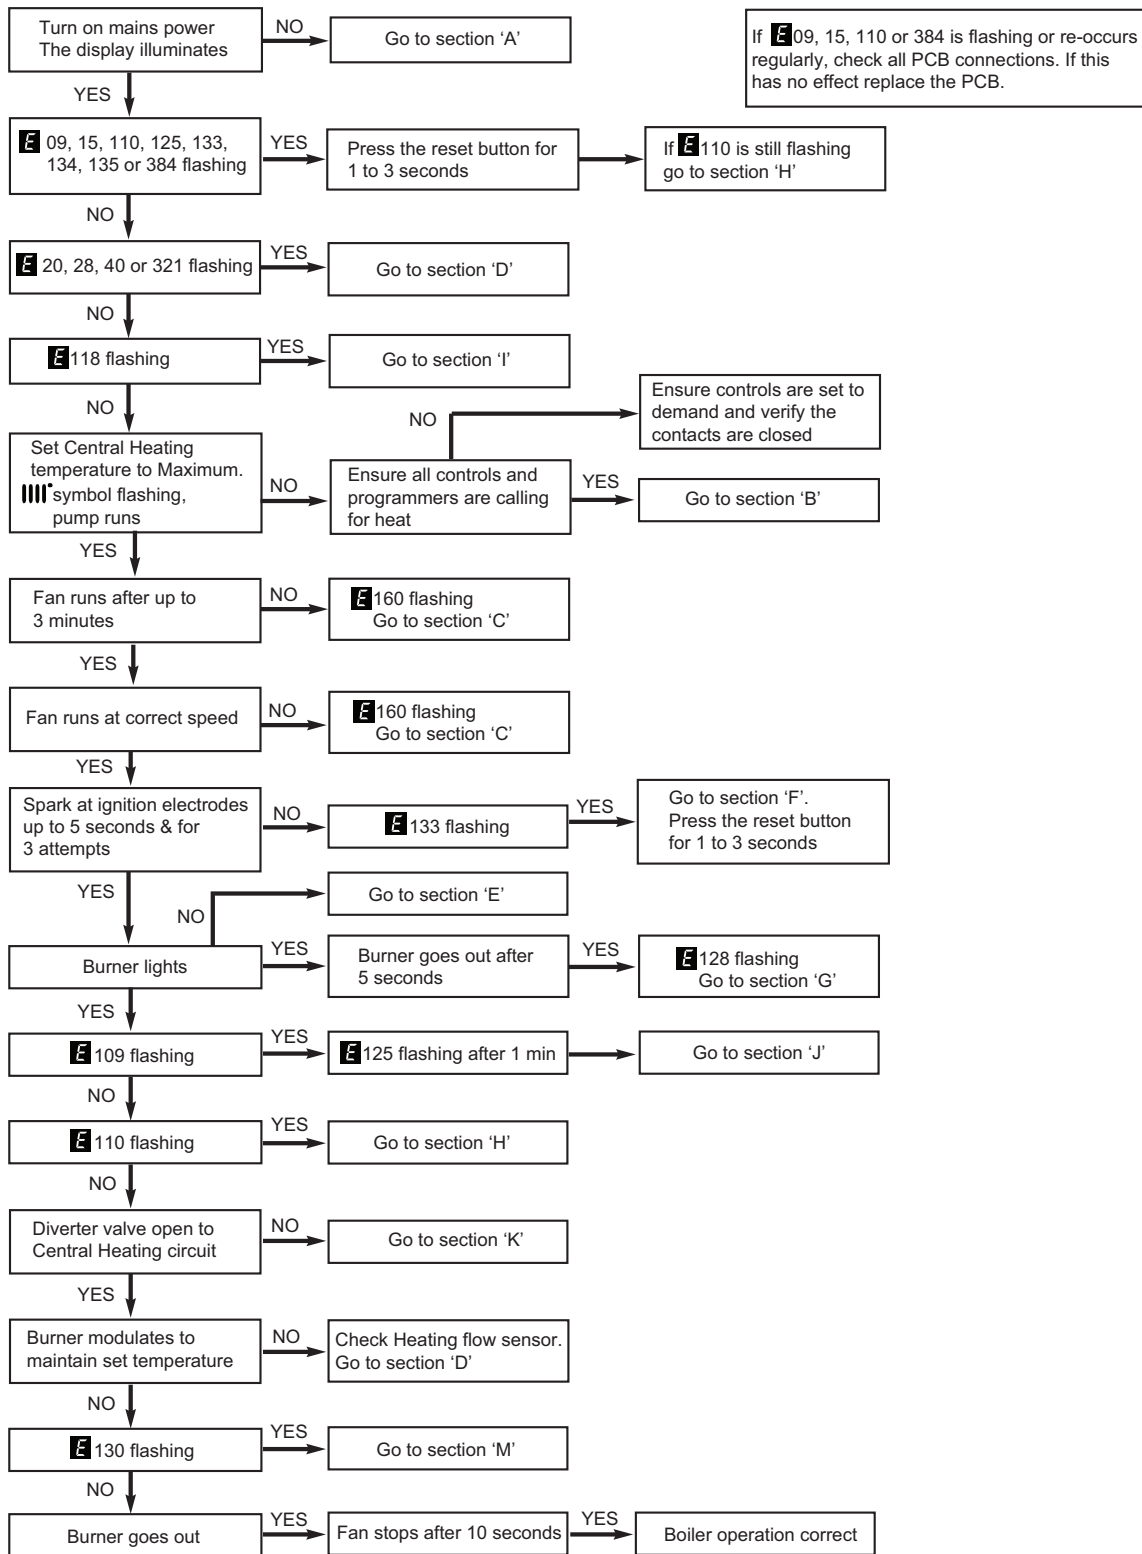 Turn on mains power
The display illuminates
NO
Go to section ‘A’
If E 09, 15, 110 or 384 is flashing or re-occurs
regularly, check all PCB connections. If this
has no effect replace the PCB.
YES
E 09, 15, 110, 125, 133,
134, 135 or 384 flashing
YES
Press the reset button for
1 to 3 seconds
If E 110 is still flashing
go to section ‘H’
NO
E 20, 28, 40 or 321 flashing
YES
Go to section ‘D’
NO
E 118 flashing
YES
Go to section ‘I’
NO
Set Central Heating
temperature to Maximum.
symbol flashing,
pump runs
NO
Ensure all controls and
programmers are calling
for heat
NO
Ensure controls are set to
demand and verify the
contacts are closed
YES
Go to section ‘B’
YES
Fan runs after up to
3 minutes
NO
E 160 flashing
Go to section ‘C’
YES
Fan runs at correct speed
NO
E 160 flashing
Go to section ‘C’
YES
Spark at ignition electrodes
up to 5 seconds & for
3 attempts
NO
E 133 flashing
YES
Go to section ‘F’.
Press the reset button
for 1 to 3 seconds
YES
NO
Go to section ‘E’
Burner lights
YES
Burner goes out after
5 seconds
YES
E 128 flashing
Go to section ‘G’
YES
E 109 flashing
YES
E 125 flashing after 1 min
Go to section ‘J’
NO
E 110 flashing
YES
Go to section ‘H’
NO
Diverter valve open to
Central Heating circuit
NO
Go to section ‘K’
YES
Burner modulates to
maintain set temperature
NO
Check Heating flow sensor.
Go to section ‘D’
NO
E 130 flashing
YES
Go to section ‘M’
NO
Burner goes out
YES
Fan stops after 10 seconds
YES
Boiler operation correct